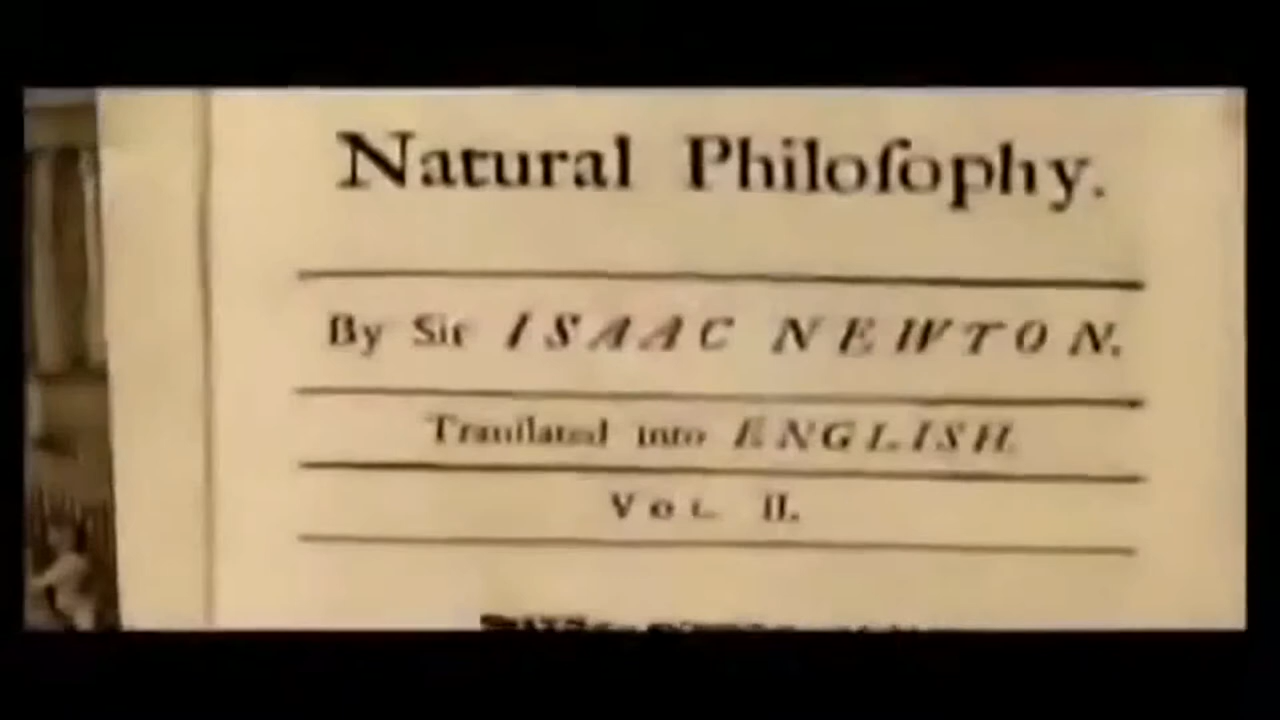 Natural Philoſophy.
By Sir ISAAC NEWTON.
Tranſlated into ENGLISH
VOL. II.